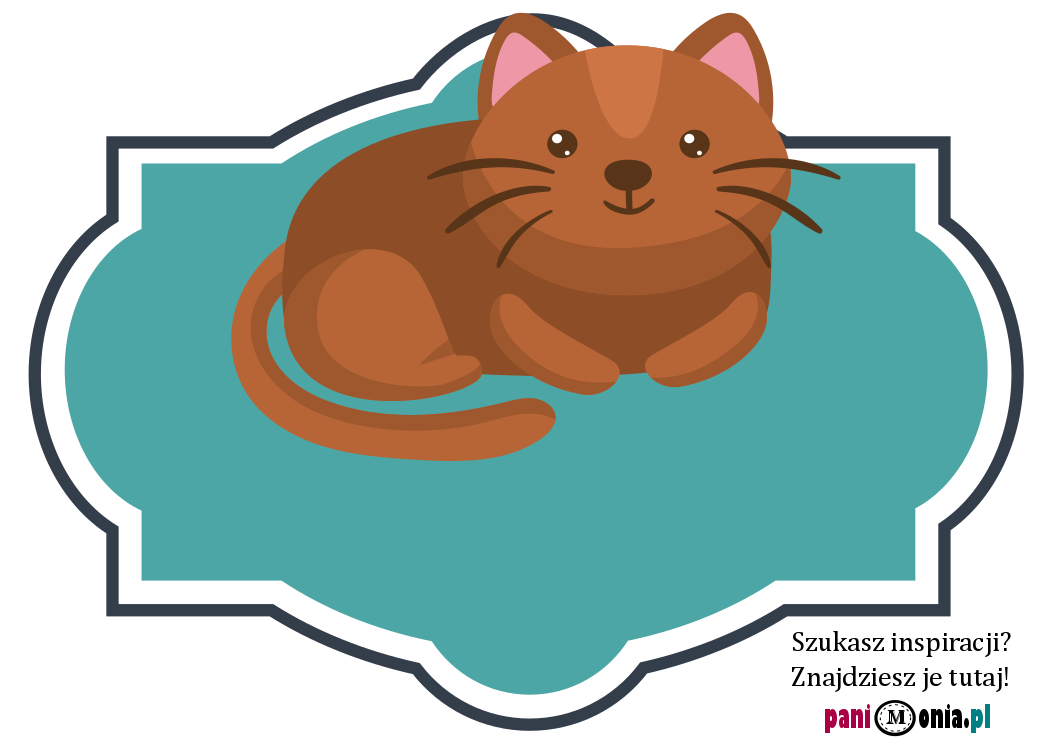 Szukasz inspiracji?
Znajdziesz je tutaj!
paniMonia.pl